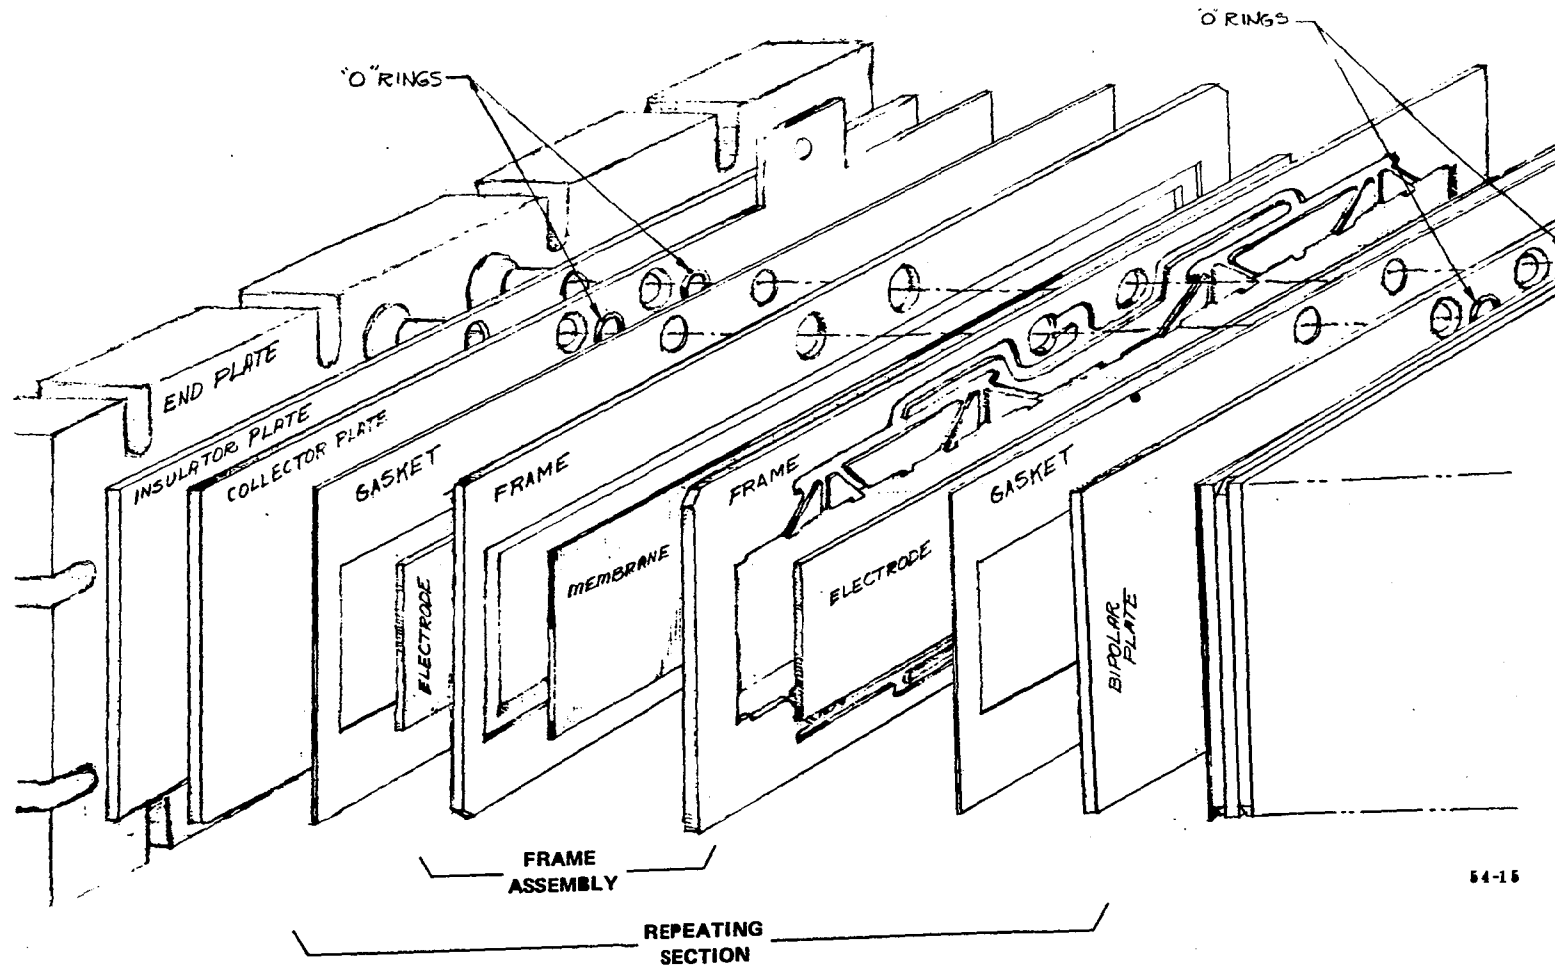 "O" RINGS
"O" RINGS
END PLATE
INSULATOR PLATE
COLLECTOR PLATE
GASKET
FRAME
ELECTRODE
MEMBRANE
FRAME
ELECTRODE
GASKET
BIPOLAR
PLATE
FRAME
ASSEMBLY
REPEATING
SECTION
54-15